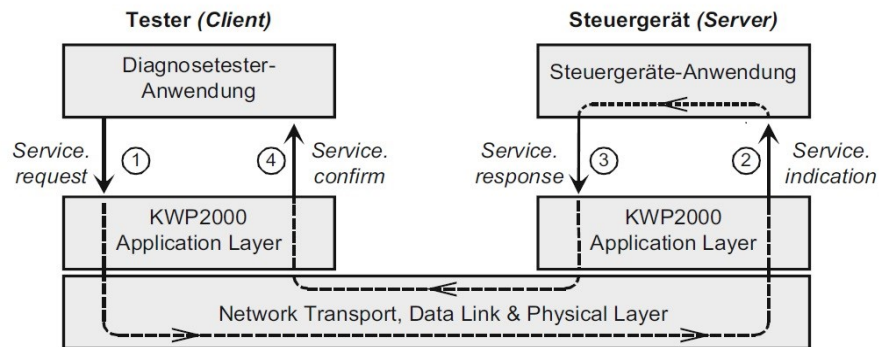 Tester (Client)
Steuergerät (Server)
Diagnosetester-
Anwendung
Steuergeräte-Anwendung
Service.
request
1
4
Service.
confirm
Service.
response
3
2
Service.
indication
KWP2000
Application Layer
KWP2000
Application Layer
Network Transport, Data Link & Physical Layer